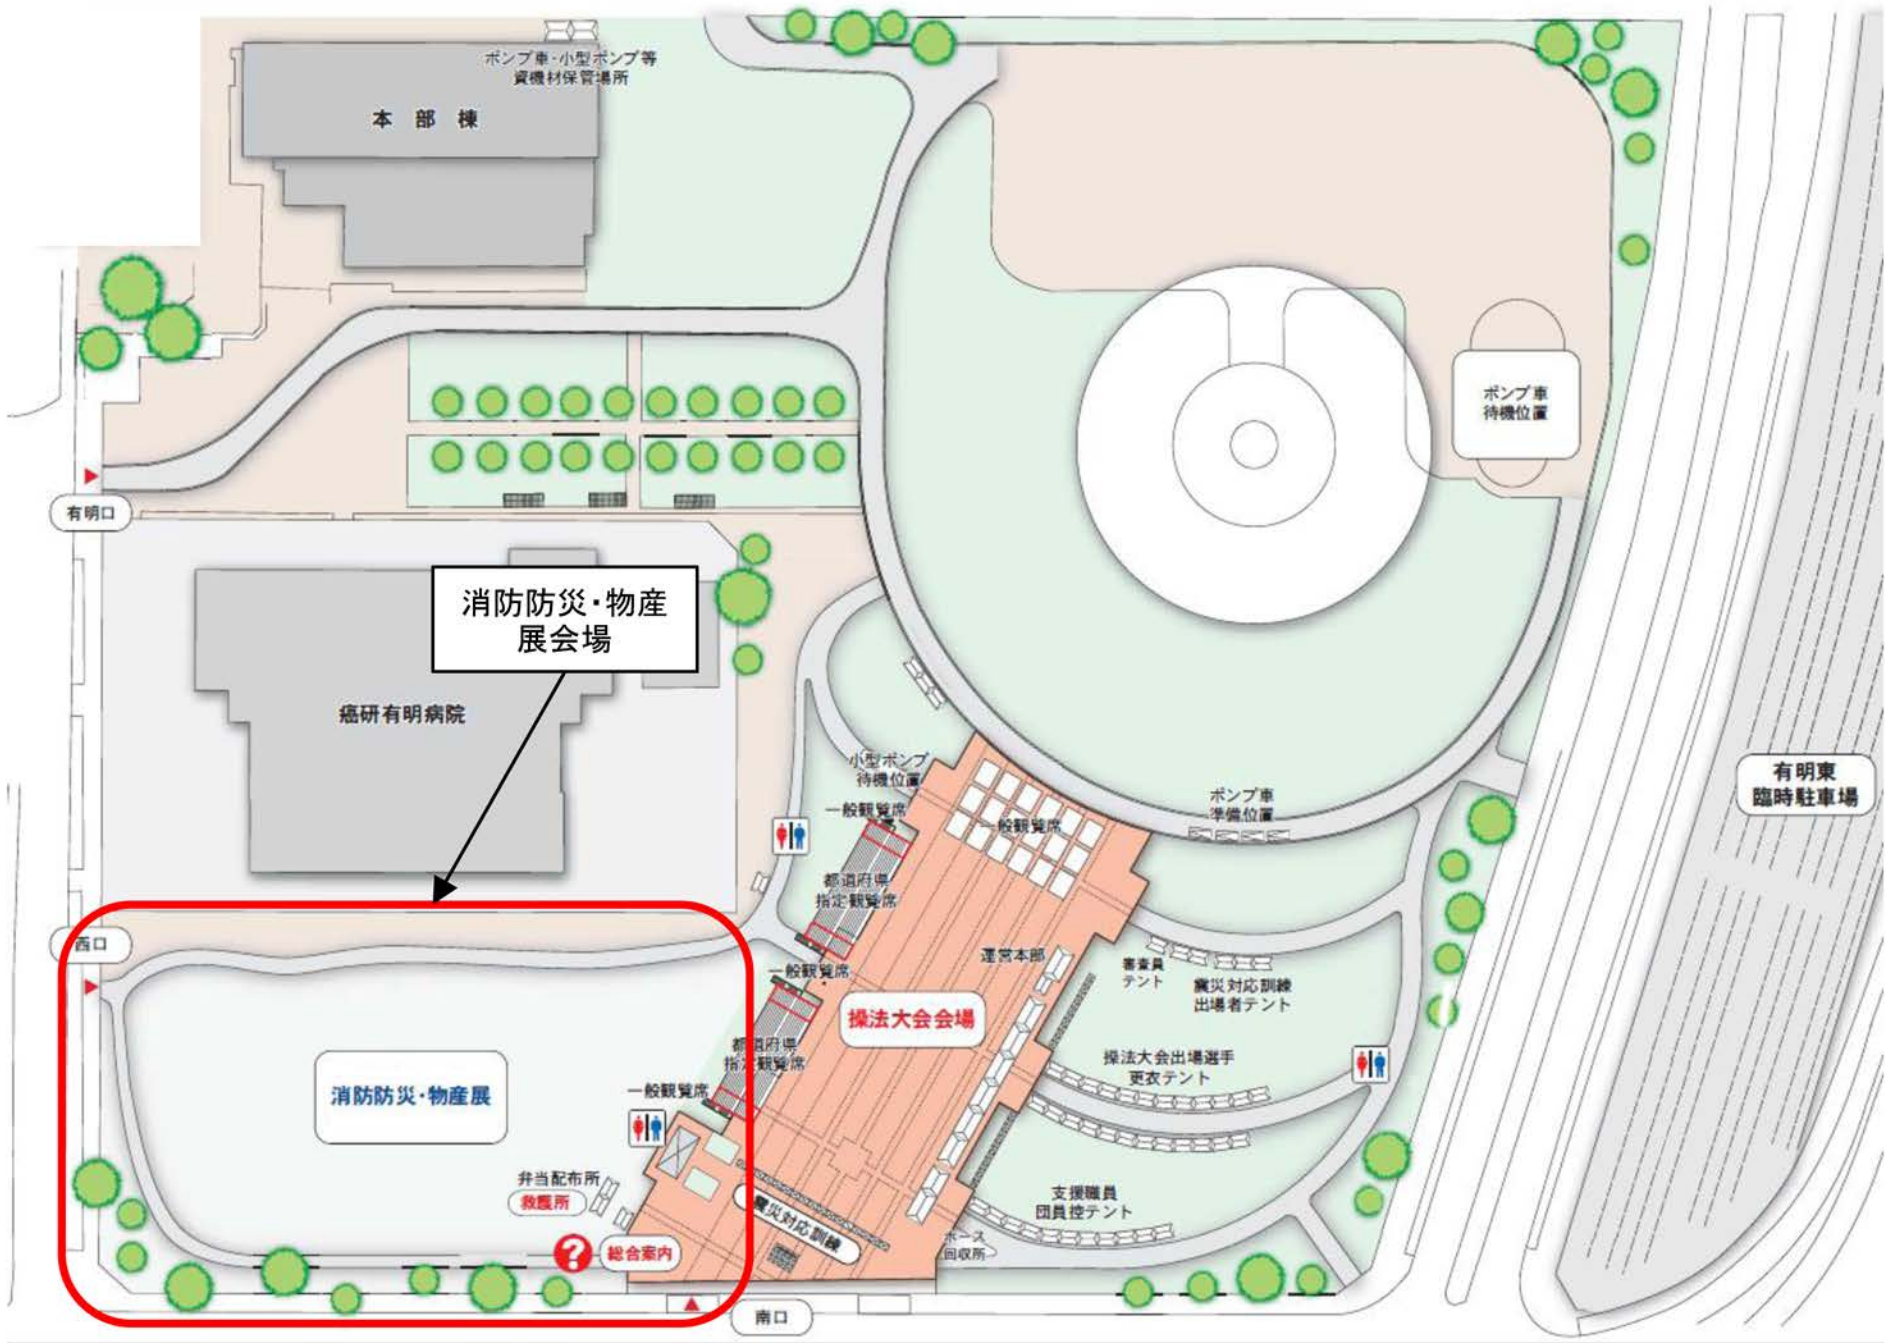 ポンプ車・小型ポンプ等
資機材保管場所
本部棟
ポンプ車
待機位置
有明口
消防防災・物産
展会場
癌研有明病院
小型ポンプ
待機位置
一般観覧席
一般観覧席
ポンプ車
準備位置
有明東
臨時駐車場
都道府県
指定観覧席
西口
運営本部
審査員
テント
震災対応訓練
出場者テント
一般観覧席
操法大会会場
都道府県
指定観覧席
操法大会出場選手
更衣テント
消防防災・物産展
一般観覧席
弁当配布所
救護所
支援職員
団員控テント
震災対応訓練
ホース
回収所
?
総合案内
南口